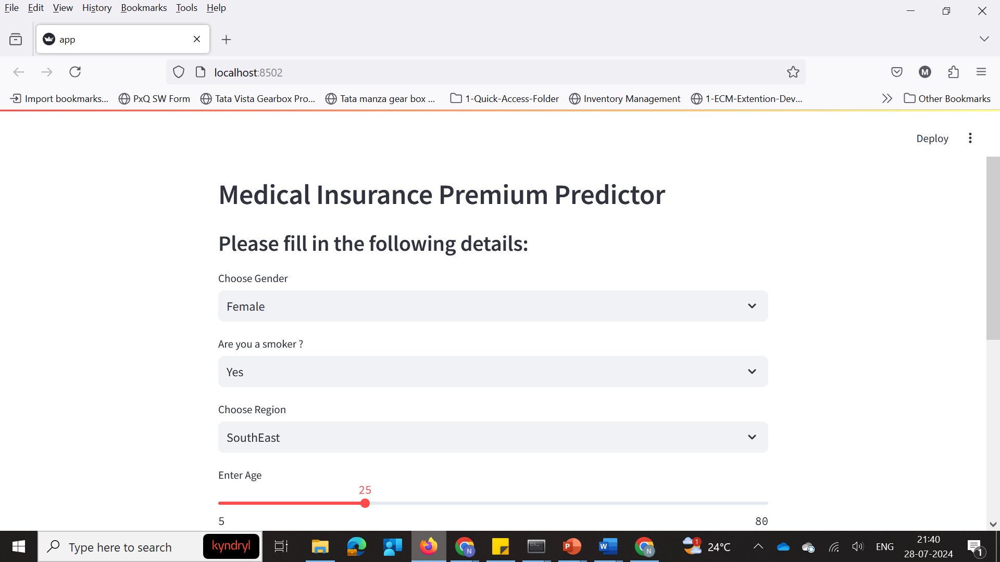 File Edit View History Bookmarks Tools Help
app
localhost:8502
M
Import bookmarks... PxQ SW Form Tata Vista Gearbox Pro... Tata manza gear box ... 1-Quick-Access-Folder Inventory Management 1-ECM-Extention-Dev... Other Bookmarks
Deploy
Medical Insurance Premium Predictor
Please fill in the following details:
Choose Gender
Female
Are you a smoker ?
Yes
Choose Region
SouthEast
Enter Age
25
5 80
Type here to search kyndryl N P W N 1 24°C ENG 21:40
28-07-2024 1